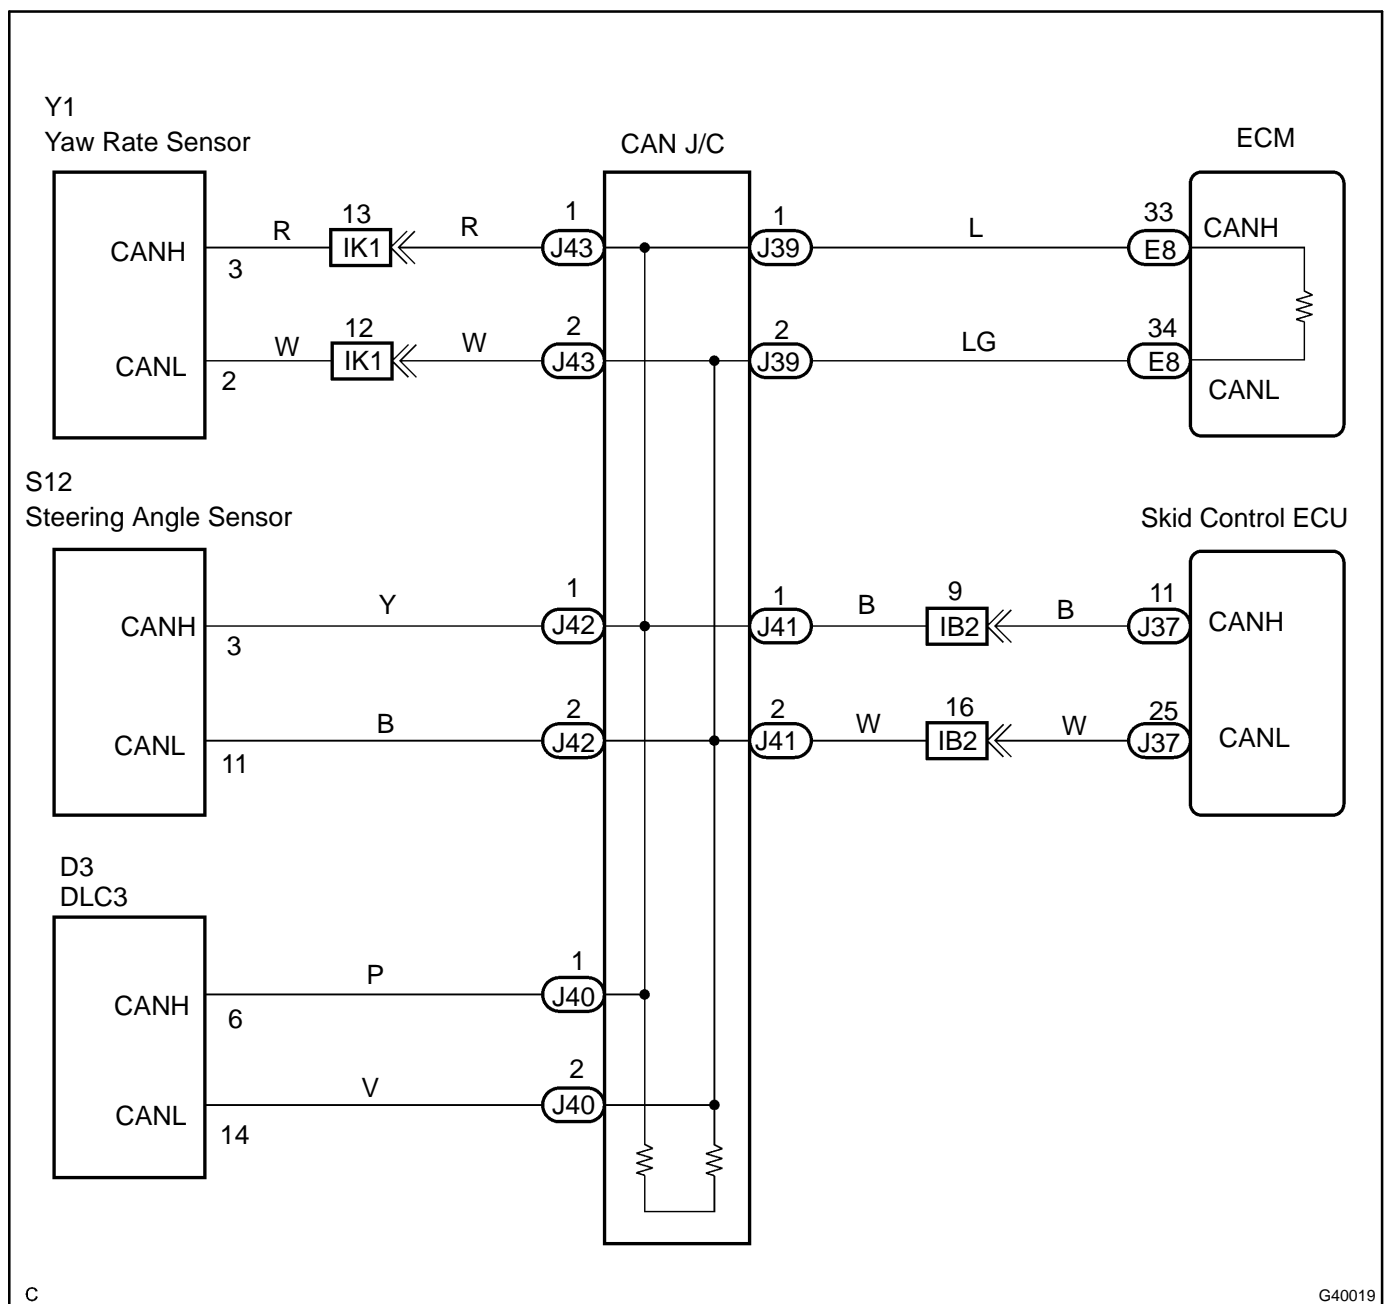 Y1
Yaw Rate Sensor
CAN J/C
ECM
CANH
3
R
13
IK1
R
1
J43
1
J39
L
33
E8
CANH
CANL
2
W
12
IK1
W
2
J43
2
J39
LG
34
E8
CANL
S12
Steering Angle Sensor
Skid Control ECU
CANH
3
Y
1
J42
1
J41
B
9
IB2
B
11
J37
CANH
CANL
11
B
2
J42
2
J41
W
16
IB2
W
25
J37
CANL
D3
DLC3
CANH
6
P
1
J40
CANL
14
V
2
J40
C
G40019